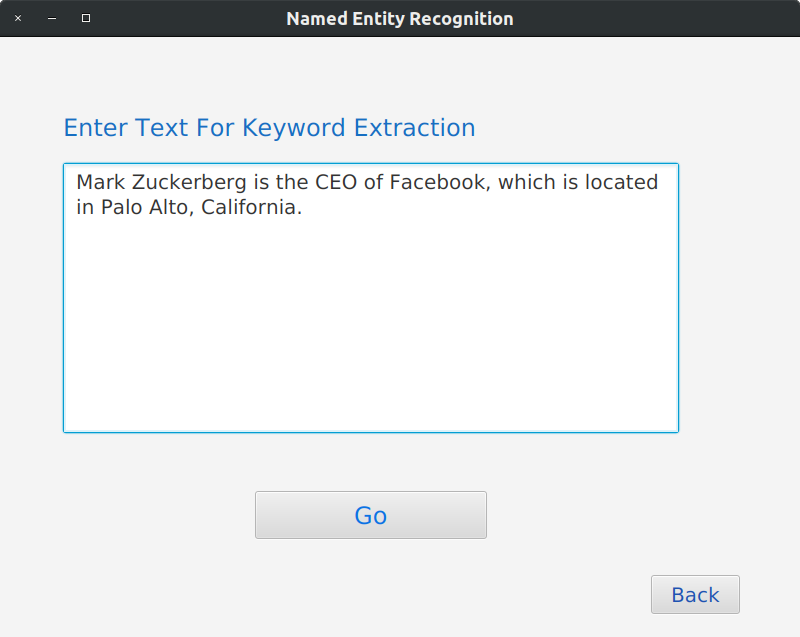 Named Entity Recognition
Enter Text For Keyword Extraction
Mark Zuckerberg is the CEO of Facebook, which is located
in Palo Alto, California.
Go
Back